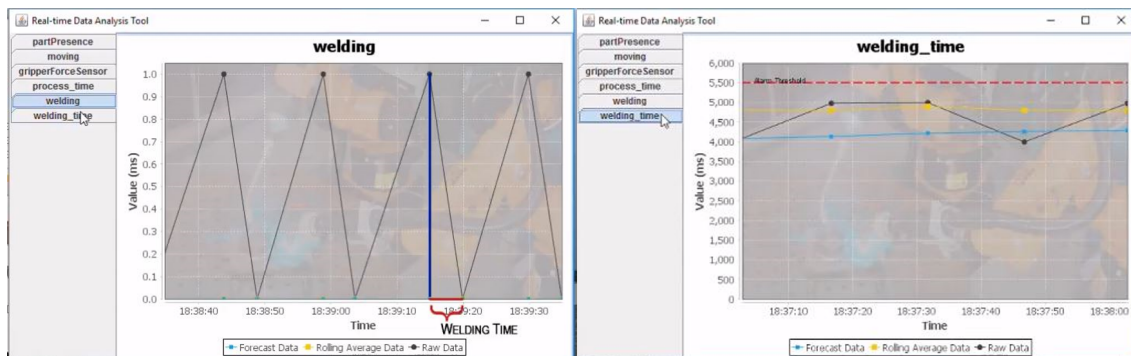 Real-time Data Analysis Tool
partPresence
moving
gripperForceSensor
process_time
welding
welding_time
welding
1.0
0.9
0.8
0.7
0.6
0.5
0.4
0.3
0.2
0.1
0.0
Value (ms)
18:38:40 18:38:50 18:39:00 18:39:10 18:39:20 18:39:30
Time
WELDING TIME
Forecast Data Rolling Average Data Raw Data
Real-time Data Analysis Tool
partPresence
moving
gripperForceSensor
process_time
welding
welding_time
welding_time
6,000
5,500
5,000
4,500
4,000
3,500
3,000
2,500
2,000
1,500
1,000
500
0
Value (ms)
Alarm Threshold
18:37:10 18:37:20 18:37:30 18:37:40 18:37:50 18:38:00
Time
Forecast Data Rolling Average Data Raw Data